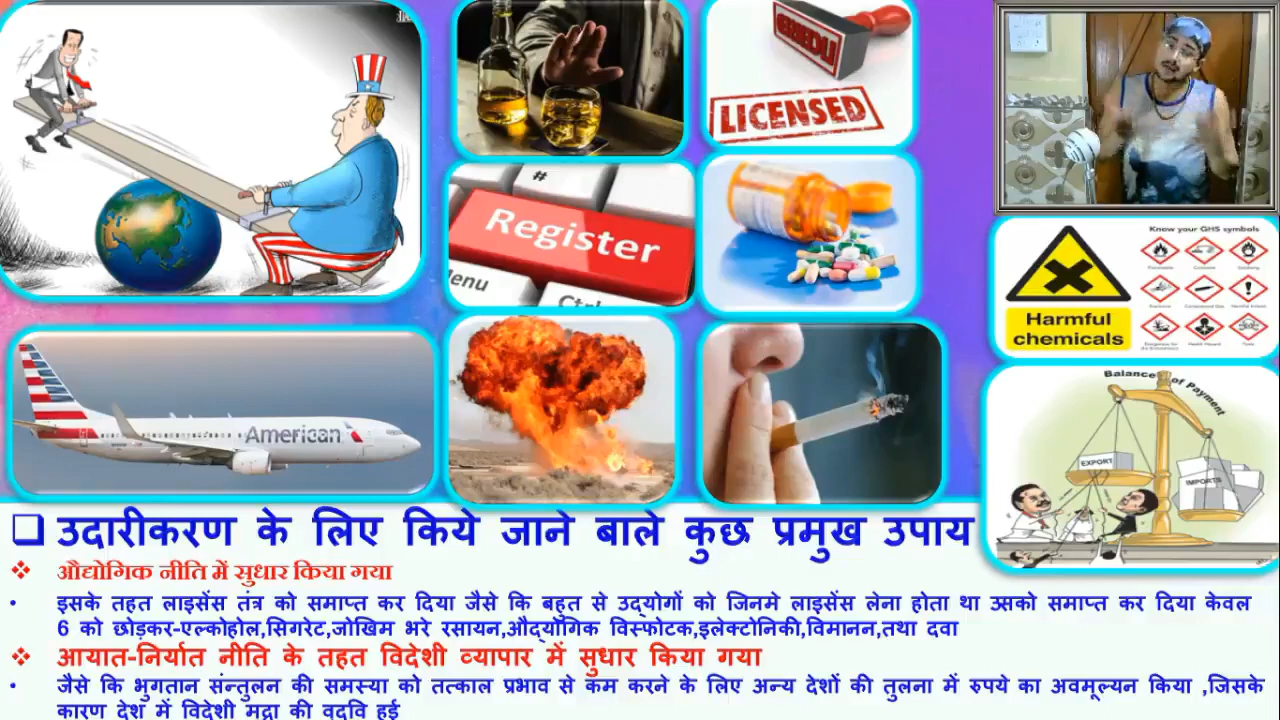 LICENSED
#
Register
Menu
Ctrl
American
Know your GHS symbols
Harmful
chemicals
Balance of Payment
EXPORT
IMPORTS
❑ उदारीकरण के लिए किये जाने बाले कुछ प्रमुख उपाय
❖ औद्योगिक नीति में सुधार किया गया
• इसके तहत लाइसेंस तंत्र को समाप्त कर दिया जैसे कि बहुत से उद्योगों को जिनमे लाइसेंस लेना होता था उसको समाप्त कर दिया केवल
6 को छोड़कर-एल्कोहोल,सिगरेट,जोखिम भरे रसायन,औद्योगिक विस्फोटक,इलेक्टोनिकी,विमानन,तथा दवा
❖ आयात-निर्यात नीति के तहत विदेशी व्यापार में सुधार किया गया
• जैसे कि भुगतान संन्तुलन की समस्या को तत्काल प्रभाव से कम करने के लिए अन्य देशों की तुलना में रुपये का अवमूल्यन किया ,जिसके
कारण देश में विदेशी मुद्रा की वृद्वि हुई